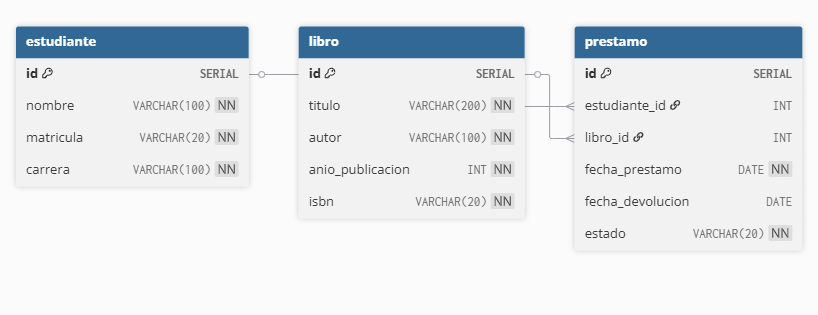 estudiante
id SERIAL
nombre VARCHAR(100) NN
matricula VARCHAR(20) NN
carrera VARCHAR(100) NN
libro
id SERIAL
titulo VARCHAR(200) NN
autor VARCHAR(100) NN
anio_publicacion INT NN
isbn VARCHAR(20) NN
prestamo
id SERIAL
estudiante_id INT
libro_id INT
fecha_prestamo DATE NN
fecha_devolucion DATE
estado VARCHAR(20) NN